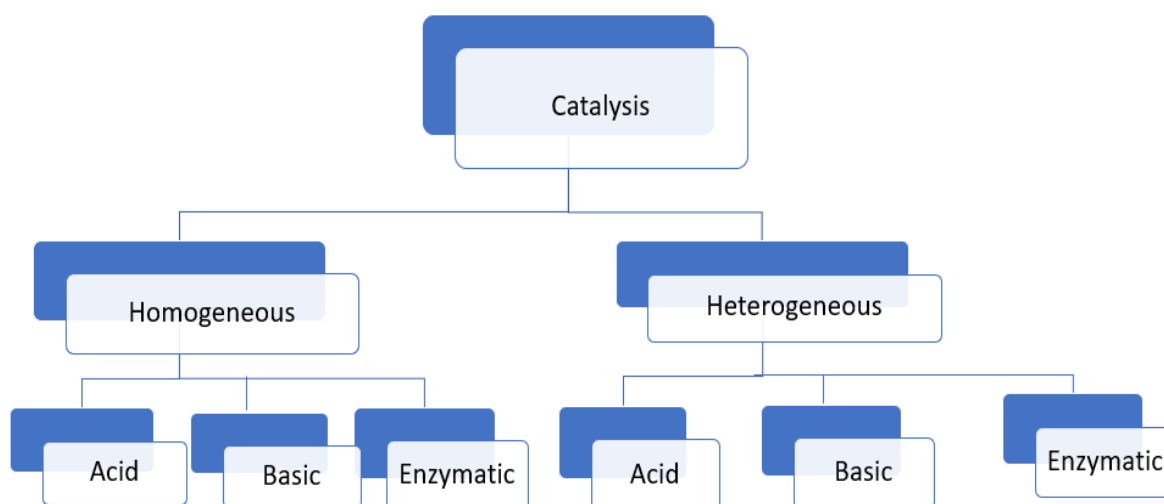 Catalysis
Homogeneous
Heterogeneous
Acid
Basic
Enzymatic
Acid
Basic
Enzymatic